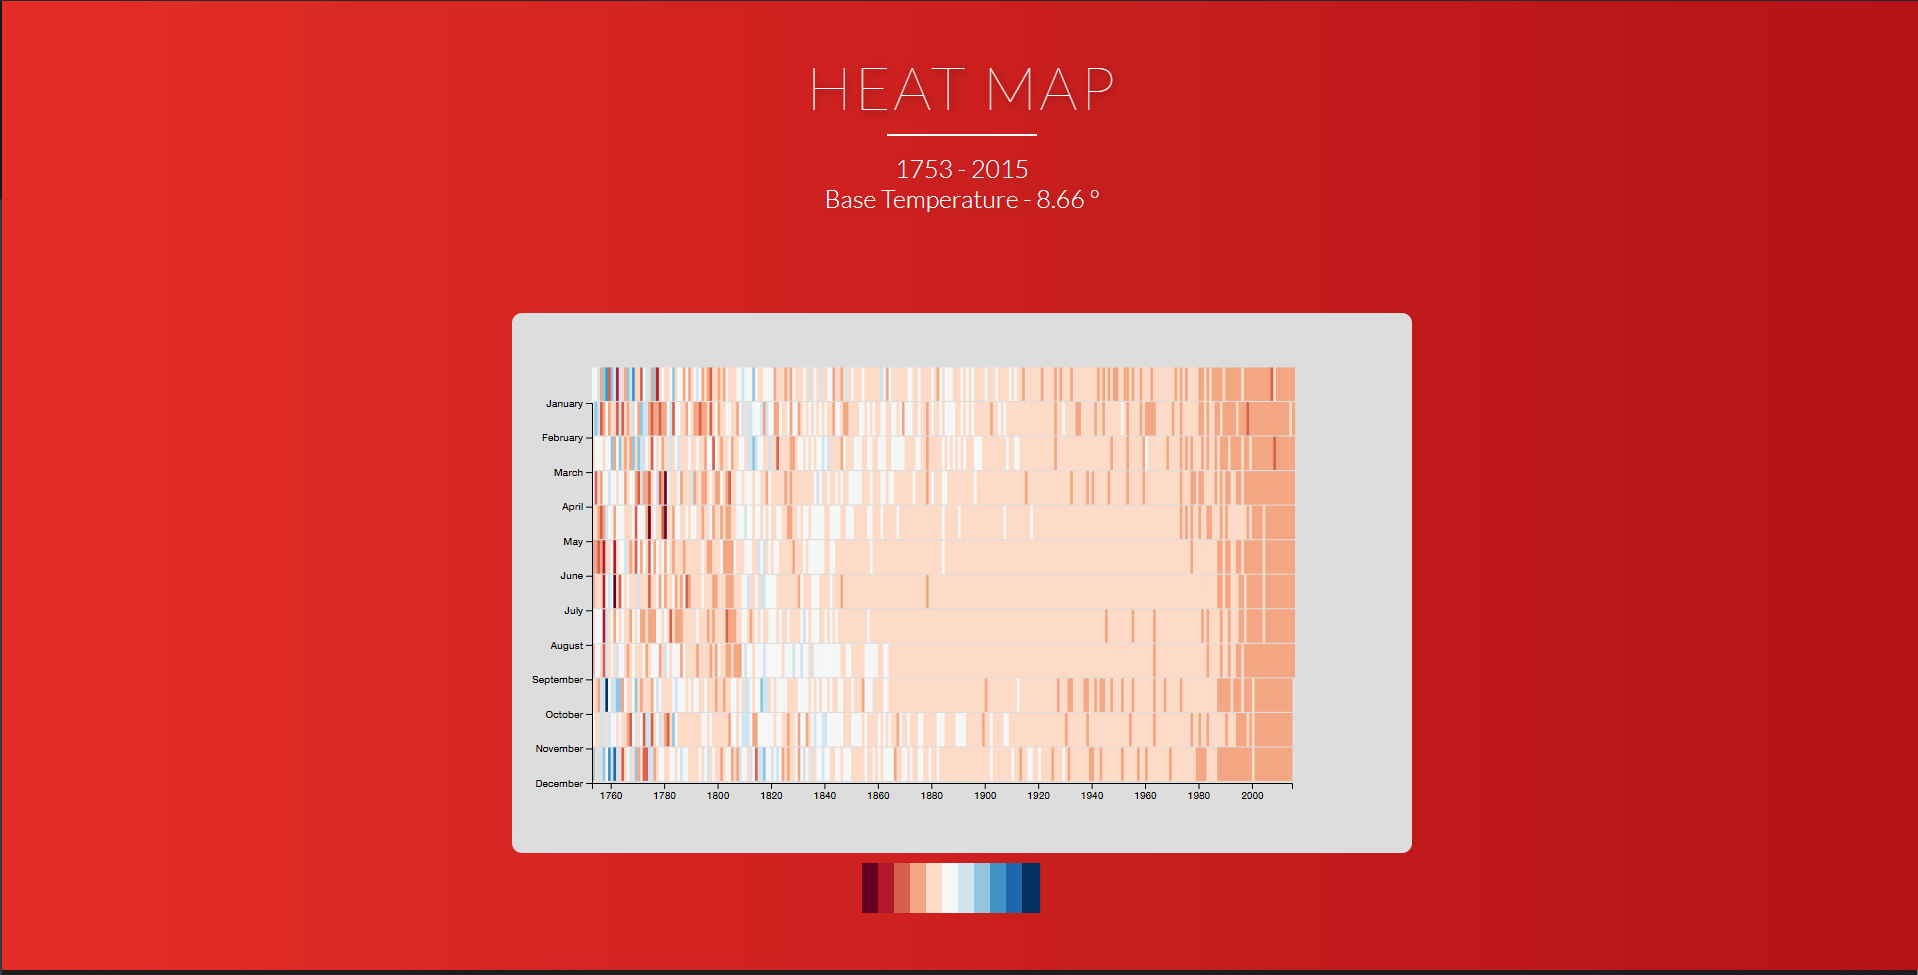 HEAT MAP
1753 - 2015
Base Temperature - 8.66 º
January
February
March
April
May
June
July
August
September
October
November
December
1760 1780 1800 1820 1840 1860 1880 1900 1920 1940 1960 1980 2000